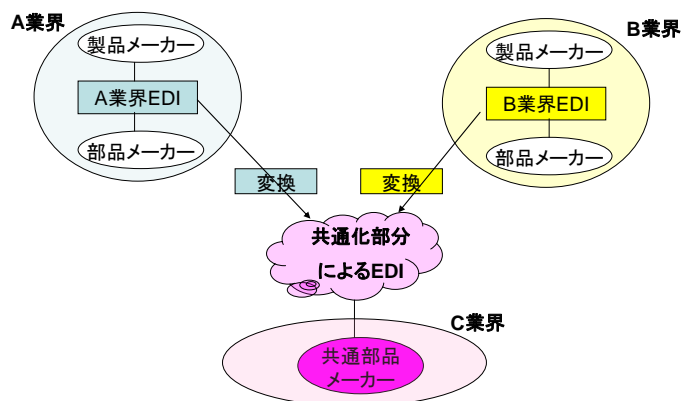 A業界
製品メーカー
A業界EDI
部品メーカー
B業界
製品メーカー
B業界EDI
部品メーカー
変換
変換
共通化部分
によるEDI
C業界
共通部品
メーカー